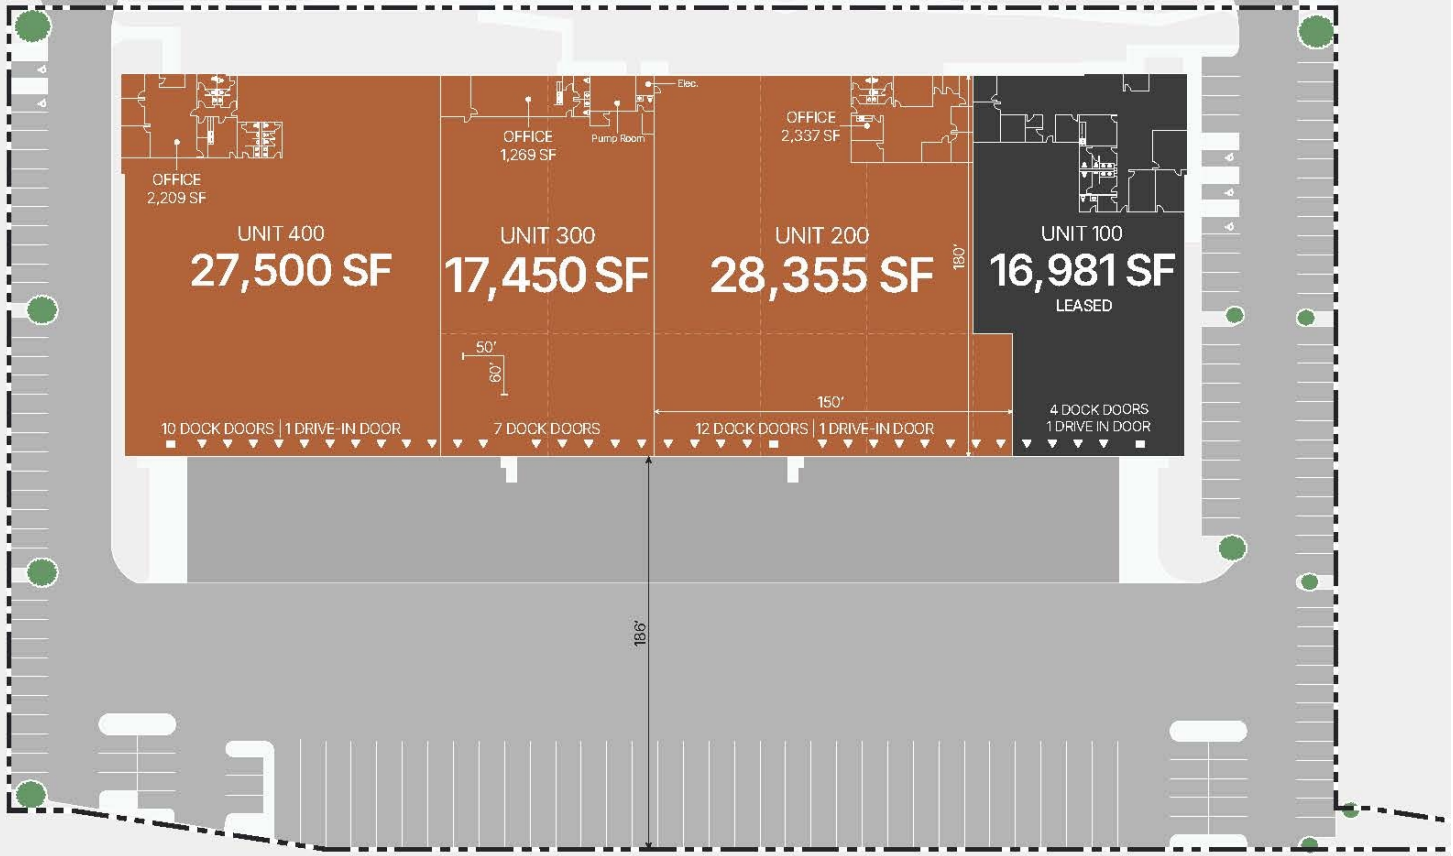 Elec.
OFFICE
1,269 SF
Pump Room
OFFICE
2,337 SF
OFFICE
2,209 SF
UNIT 400
27,500 SF
UNIT 300
17,450 SF
UNIT 200
28,355 SF
180'
UNIT 100
16,981 SF
LEASED
50'
60'
150'
10 DOCK DOORS | 1 DRIVE-IN DOOR
7 DOCK DOORS
12 DOCK DOORS | 1 DRIVE-IN DOOR
4 DOCK DOORS
1 DRIVE IN DOOR
186'